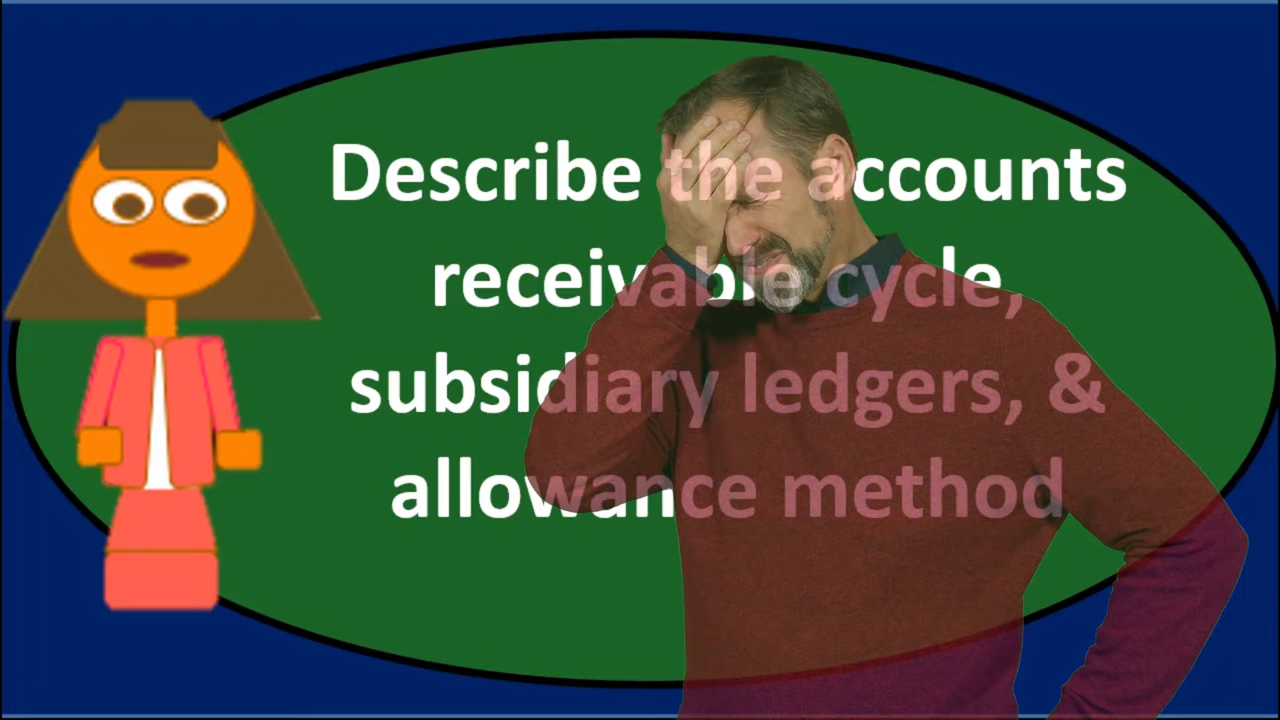 Describe the accounts
receivable cycle,
subsidiary ledgers, &
allowance method